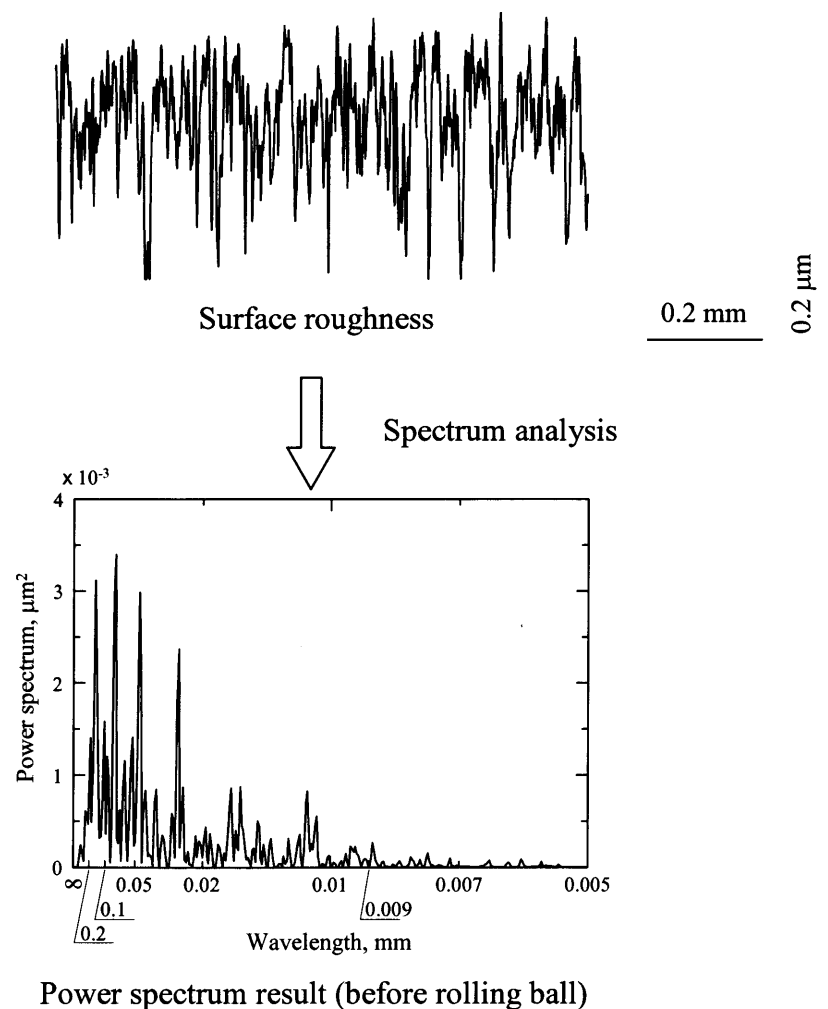 Surface roughness
0.2 mm
0.2 μm
Spectrum analysis
x 10-3
4
3
2
1
0
Power spectrum, μm2
∞
0.05
0.02
0.01
0.007
0.005
0.1
0.009
0.2
Wavelength, mm
Power spectrum result (before rolling ball)